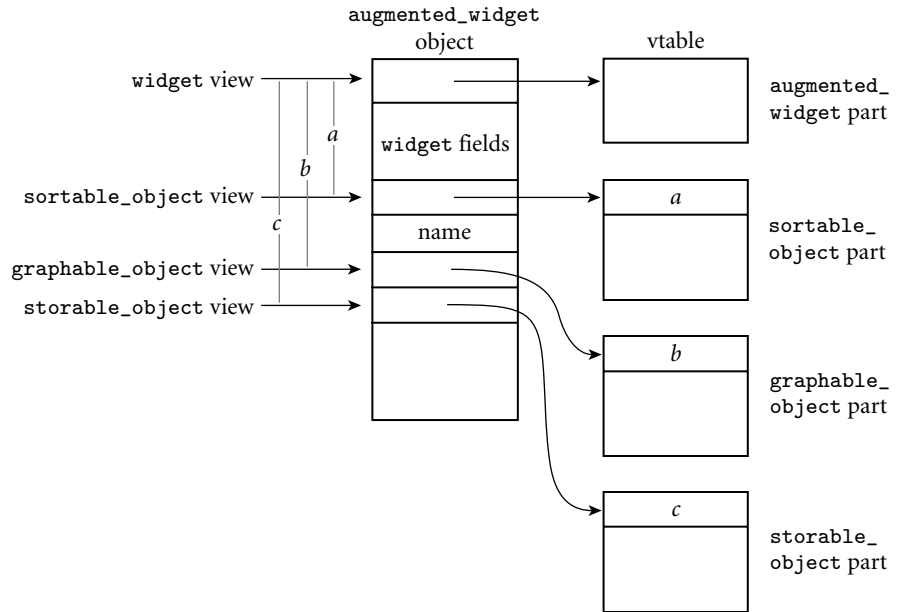 augmented_widget
object
vtable
widget view
augmented_
widget part
a
widget fields
b
sortable_object view
a
sortable_
object part
c
name
graphable_object view
storable_object view
b
graphable_
object part
c
storable_
object part